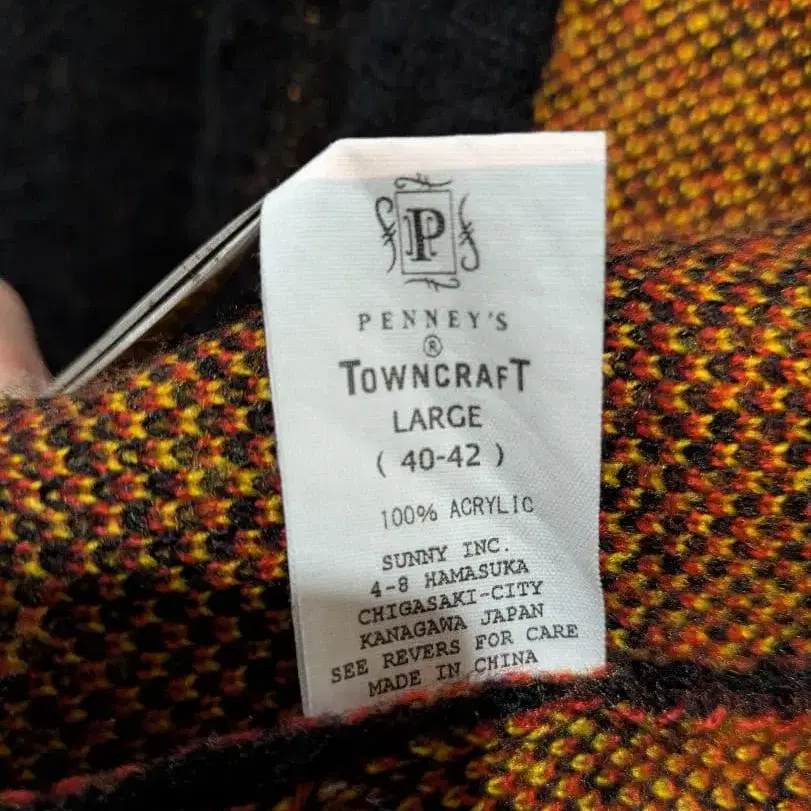 P
PENNEY'S
®
TOWNCRAFT
LARGE
( 40-42 )
100% ACRYLIC
SUNNY INC.
4-8 HAMASUKA
CHIGASAKI-CITY
KANAGAWA JAPAN
SEE REVERS FOR CARE
MADE IN CHINA